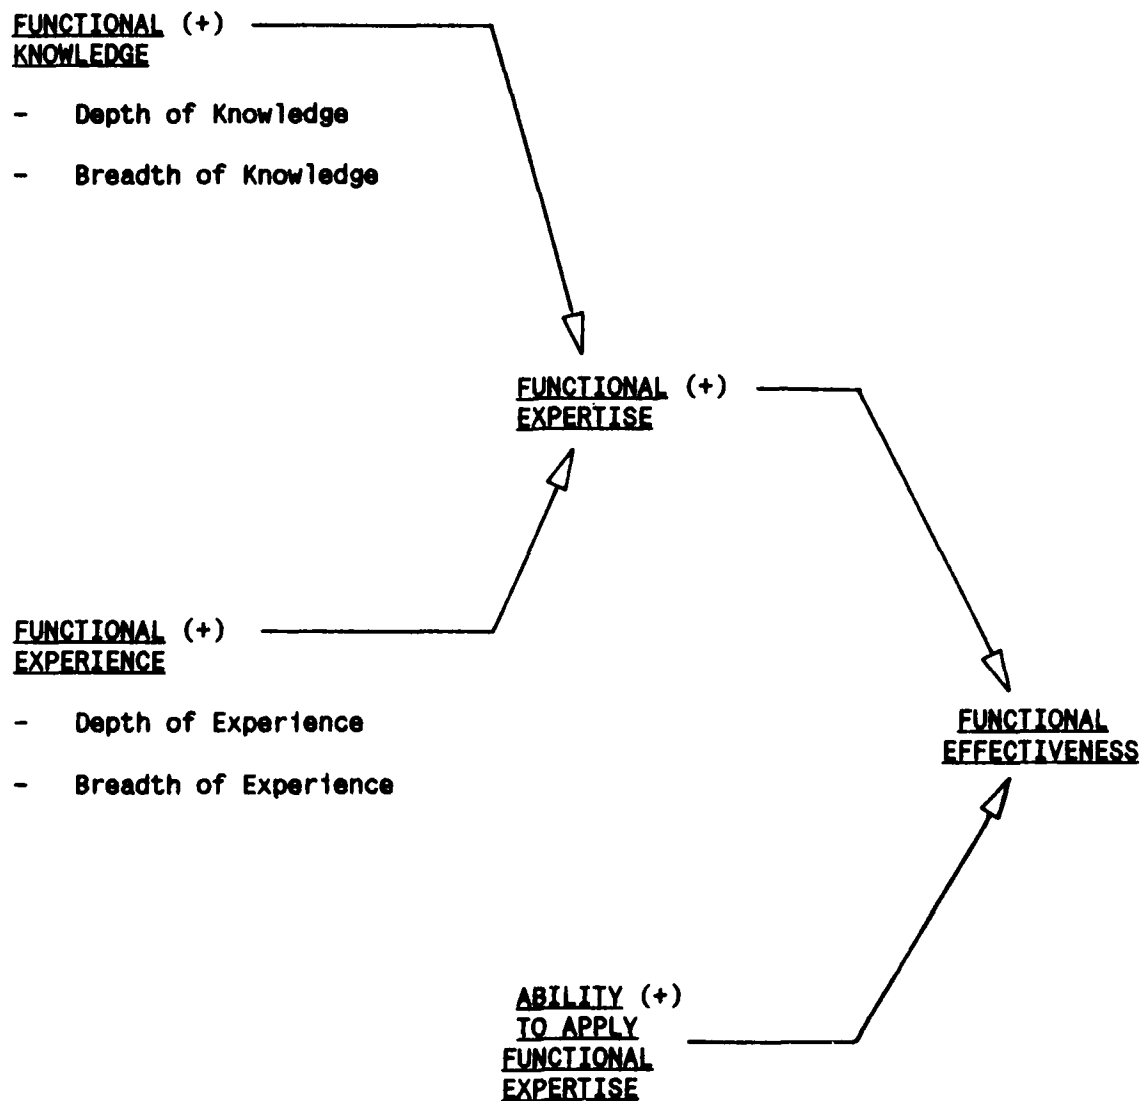 FUNCTIONAL (+)
KNOWLEDGE
- Depth of Knowledge
- Breadth of Knowledge
FUNCTIONAL (+)
EXPERTISE
FUNCTIONAL (+)
EXPERIENCE
- Depth of Experience
- Breadth of Experience
FUNCTIONAL
EFFECTIVENESS
ABILITY (+)
TO APPLY
FUNCTIONAL
EXPERTISE